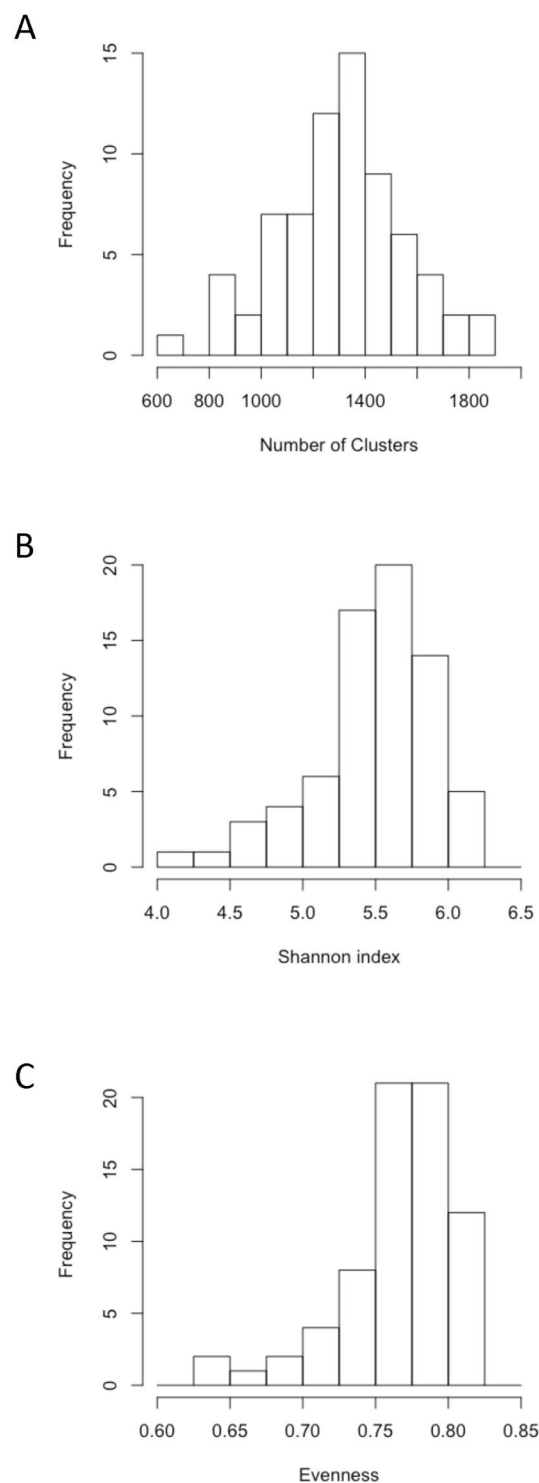 A
Frequency
15
10
5
0
600 800 1000 1400 1800
Number of Clusters
B
Frequency
20
15
10
5
0
4.0 4.5 5.0 5.5 6.0 6.5
Shannon index
C
Frequency
20
15
10
5
0
0.60 0.65 0.70 0.75 0.80 0.85
Evenness